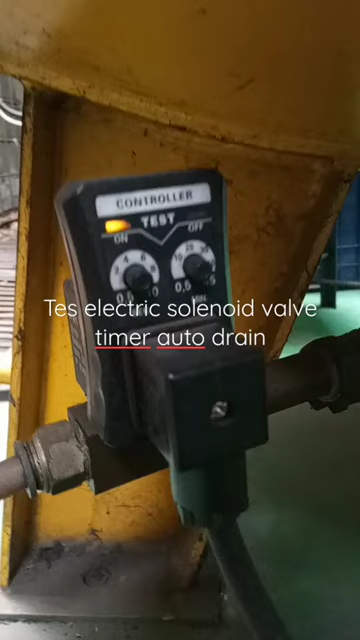 CONTROLLER
TEST
ON
OFF
Tes electric solenoid valve
timer auto drain